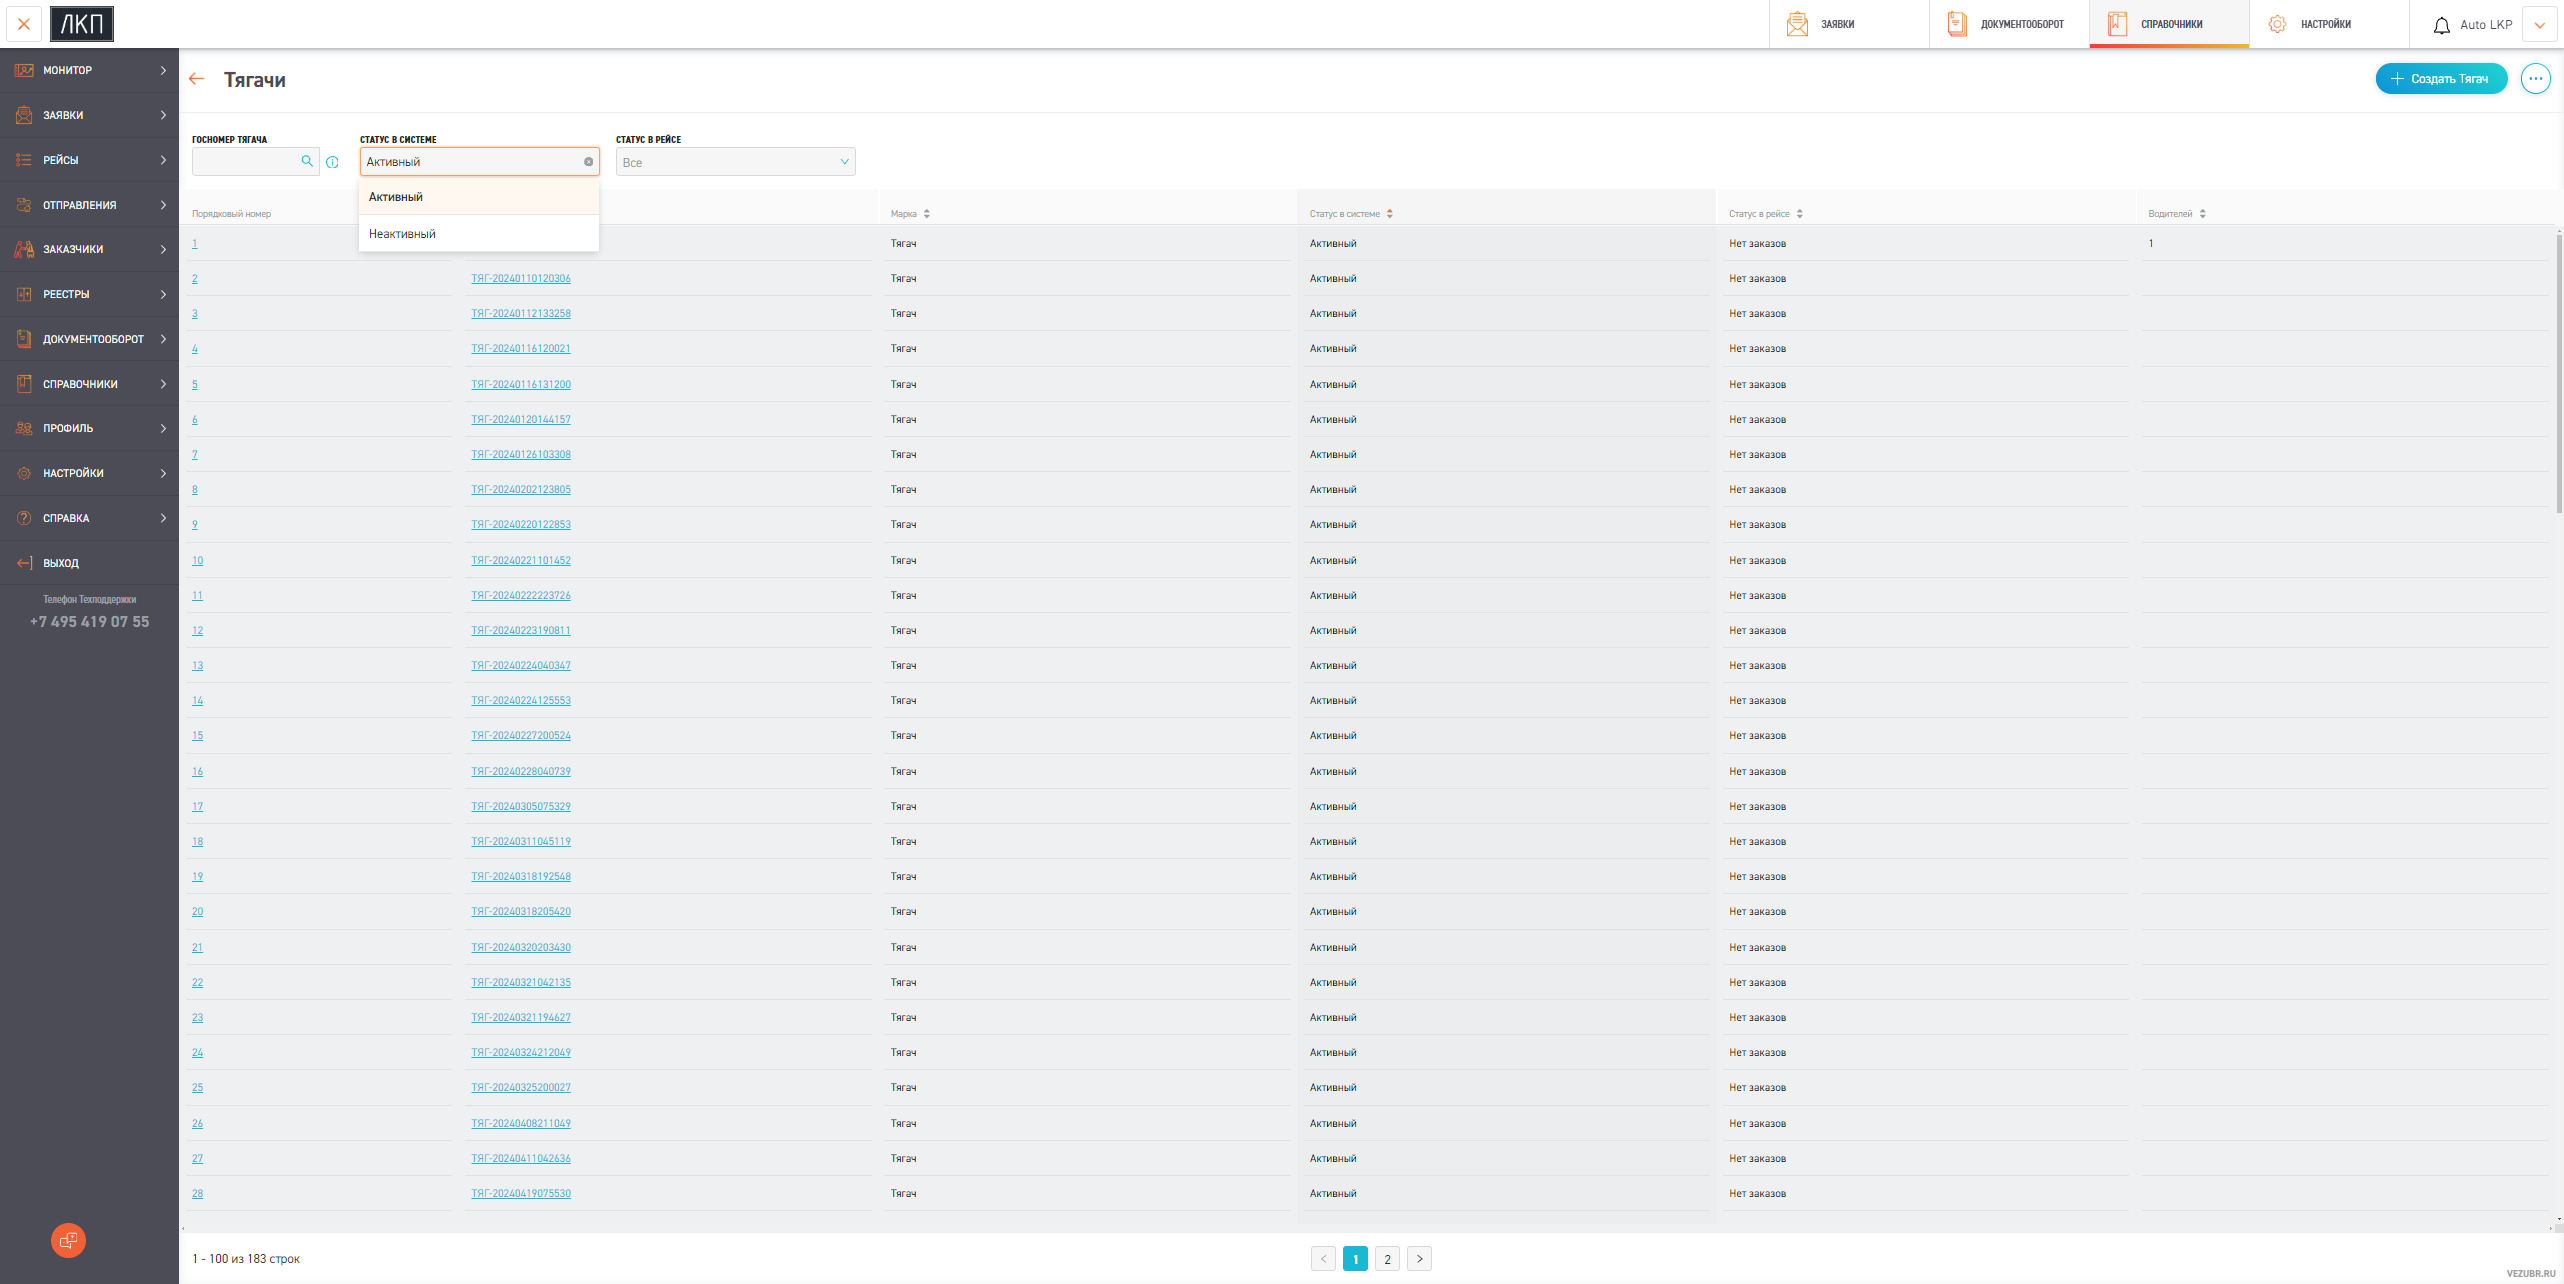 ЛКП
ЗАЯВКИ
ДОКУМЕНТООБОРОТ
СПРАВОЧНИКИ
НАСТРОЙКИ
Auto LKP
МОНИТОР
ЗАЯВКИ
РЕЙСЫ
ОТПРАВЛЕНИЯ
ЗАКАЗЧИКИ
РЕЕСТРЫ
ДОКУМЕНТООБОРОТ
СПРАВОЧНИКИ
ПРОФИЛЬ
НАСТРОЙКИ
СПРАВКА
ВЫХОД
Телефон Техподдержки
+7 495 419 07 55
Тягачи
Создать Тягач
ГОСНОМЕР ТЯГАЧА
СТАТУС В СИСТЕМЕ
Активный
СТАТУС В РЕЙСЕ
Все
Активный
Неактивный
Порядковый номер Марка Статус в системе Статус в рейсе Водителей
1 Тягач Активный Нет заказов 1
2 ТЯГ-20240110120306 Тягач Активный Нет заказов
3 ТЯГ-20240112133258 Тягач Активный Нет заказов
4 ТЯГ-20240116120021 Тягач Активный Нет заказов
5 ТЯГ-20240116131200 Тягач Активный Нет заказов
6 ТЯГ-20240120144157 Тягач Активный Нет заказов
7 ТЯГ-20240126103308 Тягач Активный Нет заказов
8 ТЯГ-20240202123805 Тягач Активный Нет заказов
9 ТЯГ-20240220122853 Тягач Активный Нет заказов
10 ТЯГ-20240221101452 Тягач Активный Нет заказов
11 ТЯГ-20240222223726 Тягач Активный Нет заказов
12 ТЯГ-20240223190811 Тягач Активный Нет заказов
13 ТЯГ-20240224040347 Тягач Активный Нет заказов
14 ТЯГ-20240224125553 Тягач Активный Нет заказов
15 ТЯГ-20240227200524 Тягач Активный Нет заказов
16 ТЯГ-20240228040739 Тягач Активный Нет заказов
17 ТЯГ-20240305075329 Тягач Активный Нет заказов
18 ТЯГ-20240311045119 Тягач Активный Нет заказов
19 ТЯГ-20240318192548 Тягач Активный Нет заказов
20 ТЯГ-20240318205420 Тягач Активный Нет заказов
21 ТЯГ-20240320203430 Тягач Активный Нет заказов
22 ТЯГ-20240321042135 Тягач Активный Нет заказов
23 ТЯГ-20240321194627 Тягач Активный Нет заказов
24 ТЯГ-20240324212049 Тягач Активный Нет заказов
25 ТЯГ-20240325200027 Тягач Активный Нет заказов
26 ТЯГ-20240408211049 Тягач Активный Нет заказов
27 ТЯГ-20240411042636 Тягач Активный Нет заказов
28 ТЯГ-20240419075530 Тягач Активный Нет заказов
1 - 100 из 183 строк
1 2
VEZUBR.RU